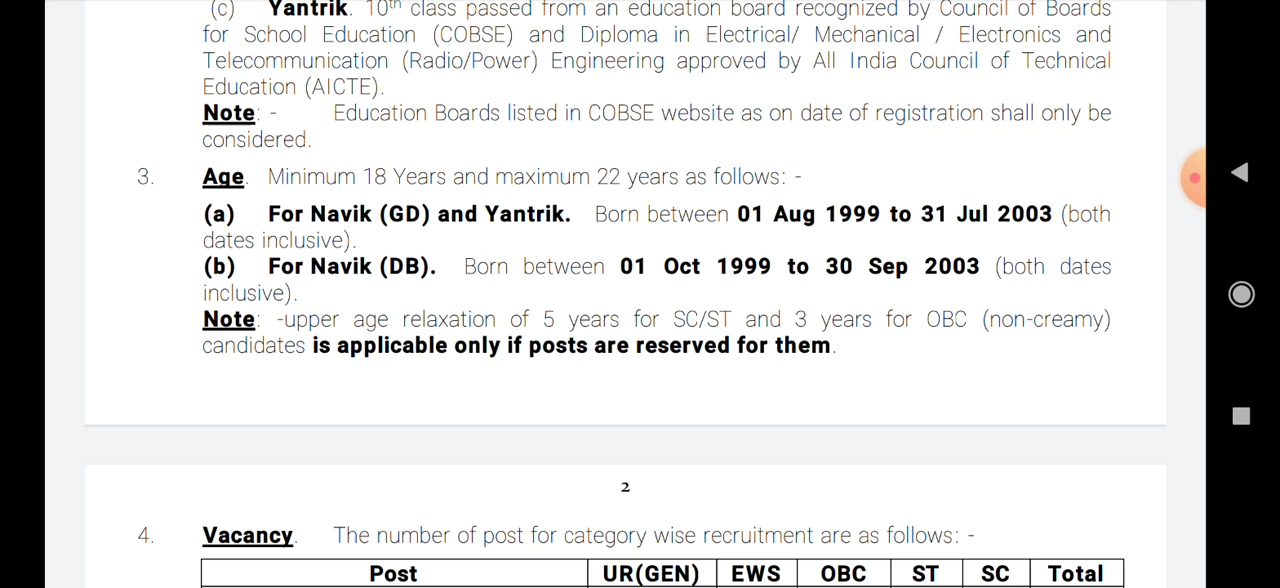 (c) Yantrik. 10th class passed from an education board recognized by Council of Boards
for School Education (COBSE) and Diploma in Electrical/ Mechanical / Electronics and
Telecommunication (Radio/Power) Engineering approved by All India Council of Technical
Education (AICTE).
Note: - Education Boards listed in COBSE website as on date of registration shall only be
considered.
3. Age. Minimum 18 Years and maximum 22 years as follows: -
(a) For Navik (GD) and Yantrik. Born between 01 Aug 1999 to 31 Jul 2003 (both
dates inclusive).
(b) For Navik (DB). Born between 01 Oct 1999 to 30 Sep 2003 (both dates
inclusive).
Note: -upper age relaxation of 5 years for SC/ST and 3 years for OBC (non-creamy)
candidates is applicable only if posts are reserved for them.
2
4. Vacancy. The number of post for category wise recruitment are as follows: -
Post UR(GEN) EWS OBC ST SC Total